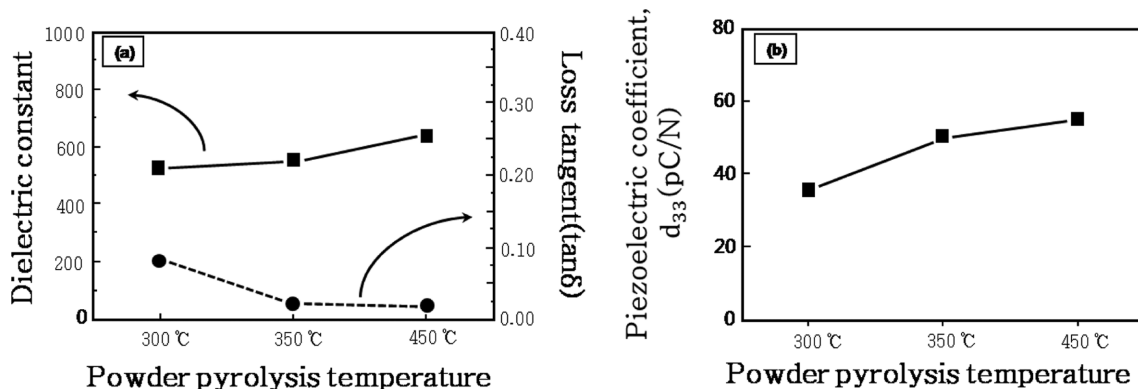 (a)
Dielectric constant
1000
800
600
400
200
0
0.40
0.30
0.20
0.10
0.00
Loss tangent(tanδ)
300 ℃
350 ℃
450 ℃
Powder pyrolysis temperature
(b)
Piezoelectric coefficient,
d33 (pC/N)
80
60
40
20
0
300 ℃
350 ℃
450 ℃
Powder pyrolysis temperature